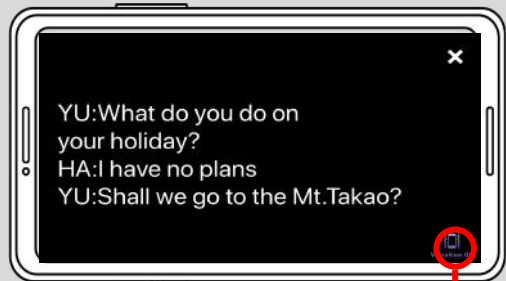 YU:What do you do on
your holiday?
HA:I have no plans
YU:Shall we go to the Mt.Takao?